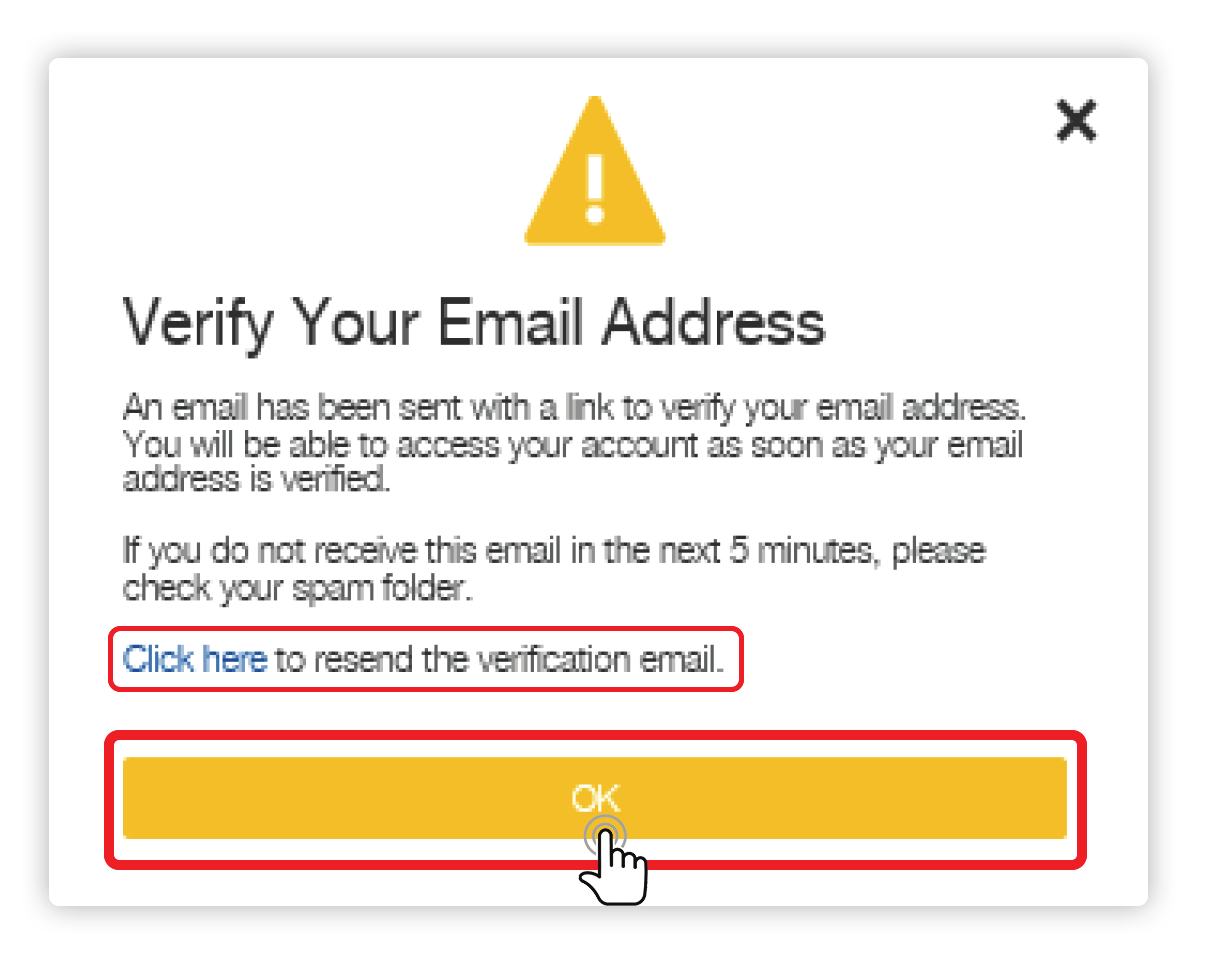 Verify Your Email Address
An email has been sent with a link to verify your email address.
You will be able to access your account as soon as your email
address is verified.
If you do not receive this email in the next 5 minutes, please
check your spam folder.
Click here to resend the verification email.
OK